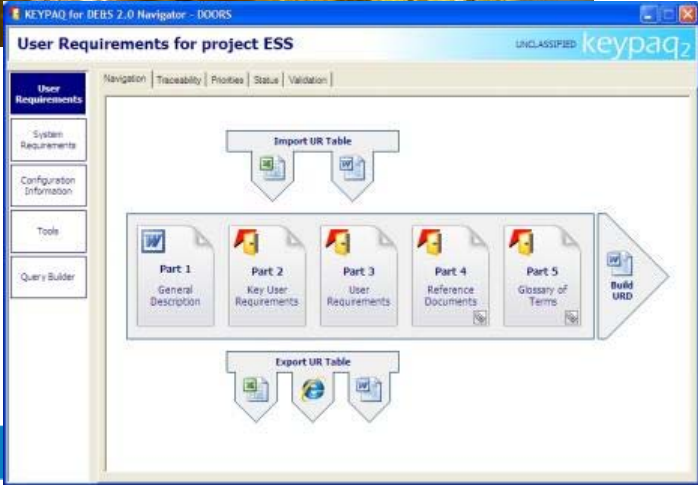 KEYPAQ for DEBS 2.0 Navigator - DOORS
User Requirements for project ESS
UNCLASSIFIED keypaq2
User
Requirements
System
Requirements
Configuration
Information
Tools
Query Builder
Navigation Traceability Priorities Status Validation
Import UR Table
Part 1
General
Description
Part 2
Key User
Requirements
Part 3
User
Requirements
Part 4
Reference
Documents
Part 5
Glossary of
Terms
Build
URD
Export UR Table